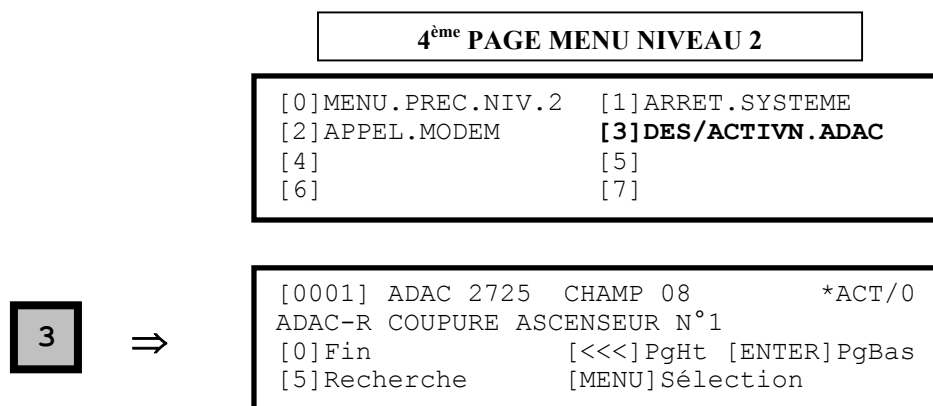 4ème PAGE MENU NIVEAU 2
[0]MENU.PREC.NIV.2 [1]ARRET.SYSTEME
[2]APPEL.MODEM [3]DES/ACTIVN.ADAC
[4] [5]
[6] [7]
[0001] ADAC 2725 CHAMP 08 *ACT/0
ADAC-R COUPURE ASCENSEUR N°1
3 ⇒
[0]Fin [<<<]PgHt [ENTER]PgBas
[5]Recherche [MENU]Sélection